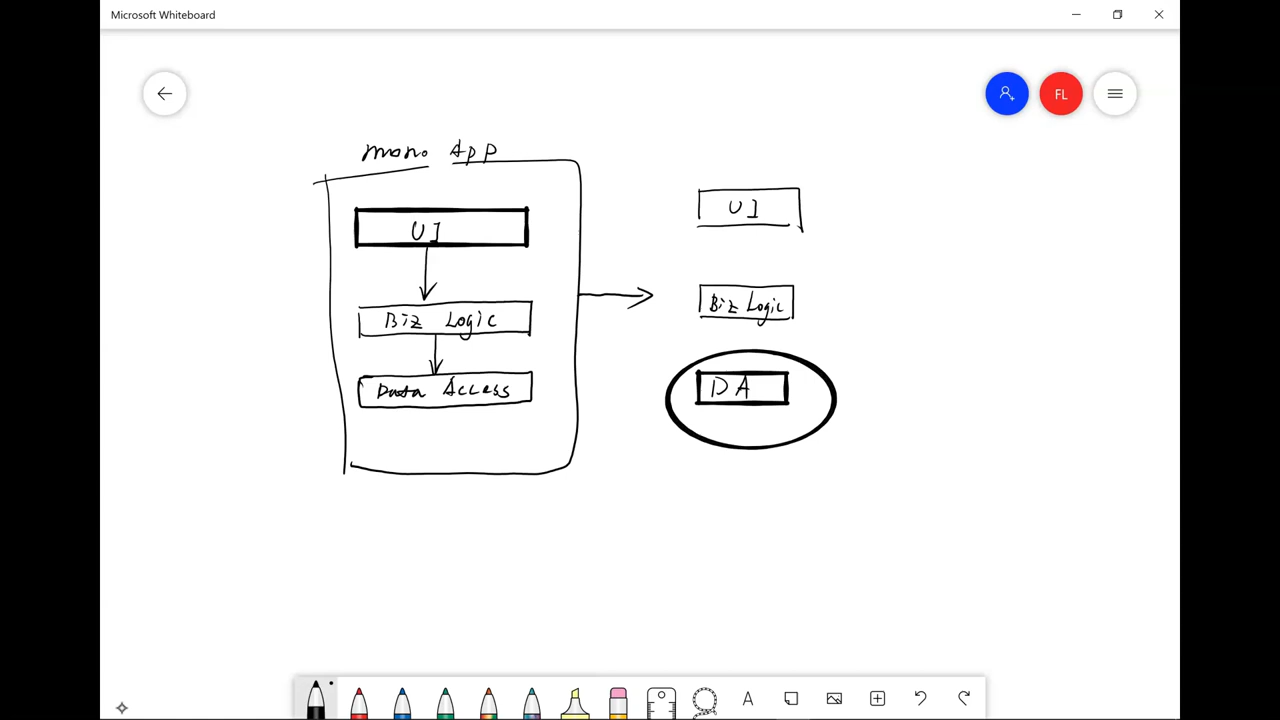 Microsoft Whiteboard
FL
mono App
UI
Biz Logic
Data Access
UI
Biz Logic
DA
A